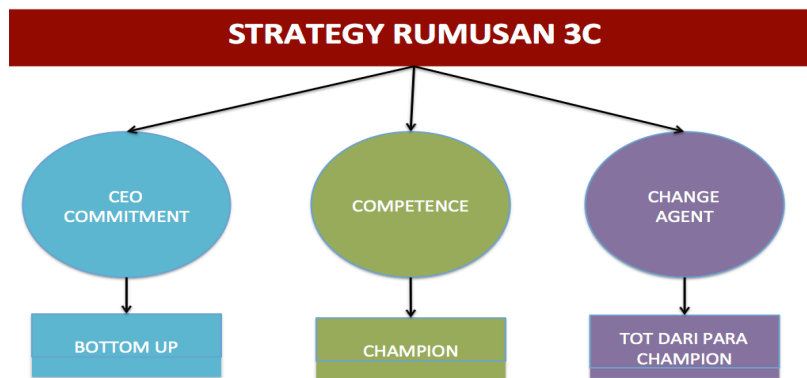 STRATEGY RUMUSAN 3C
CEO
COMMITMENT
COMPETENCE
CHANGE
AGENT
BOTTOM UP
CHAMPION
TOT DARI PARA
CHAMPION